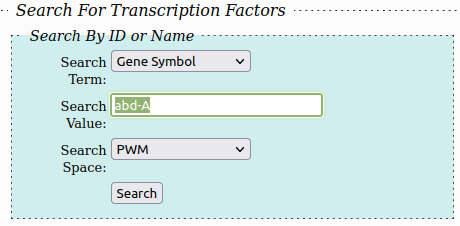 Search For Transcription Factors
Search By ID or Name
Search Term: Gene Symbol
Search Value: abd-A
Search Space: PWM
Search